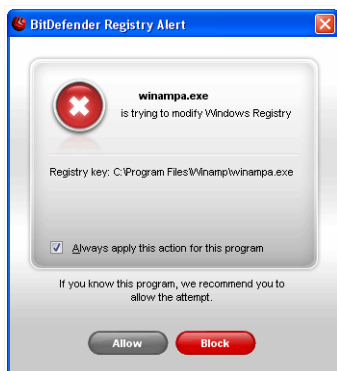 BitDefender Registry Alert
winampa.exe
is trying to modify Windows Registry
Registry key: C:\Program Files\Winamp\winampa.exe
Always apply this action for this program
If you know this program, we recommend you to
allow the attempt.
Allow
Block